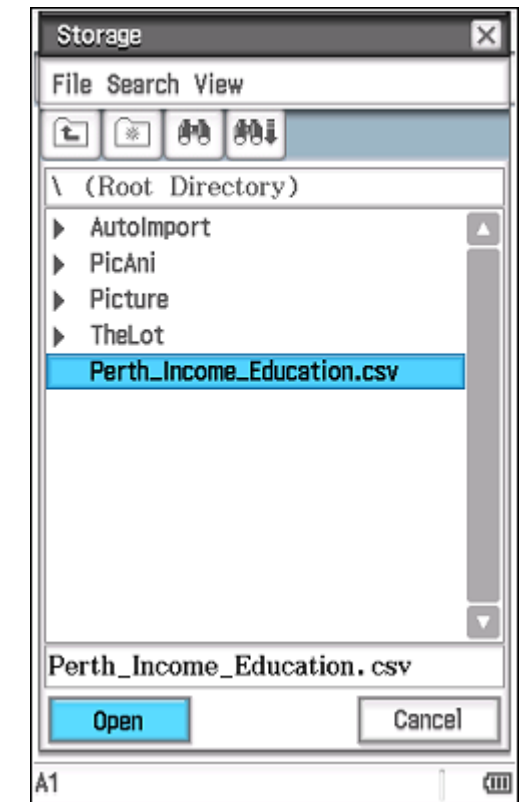 Storage
File Search View
\ (Root Directory)
AutoImport
PicAni
Picture
TheLot
Perth_Income_Education.csv
Perth_Income_Education.csv
Open Cancel
A1